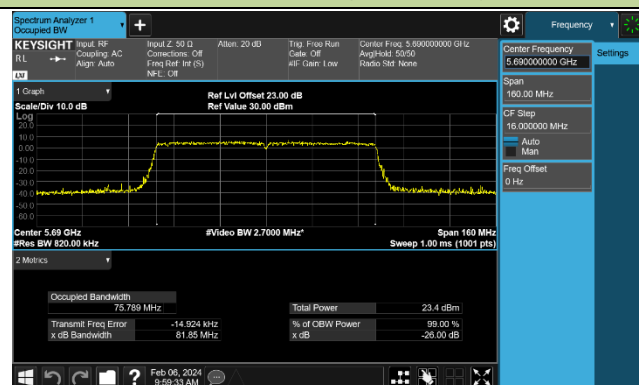 Spectrum Analyzer 1
Occupied BW
Frequency
KEYSIGHT
Input: RF
Coupling: AC
Align: Auto
Input Z: 50 Ω
Corrections: Off
Freq Ref: Int (S)
NFE: Off
Atten: 20 dB
Trig: Free Run
Gate: Off
#IF Gain: Low
Center Freq: 5.690000000 GHz
Avg|Hold: 50/50
Radio Std: None
RL
LXI
Center Frequency
5.690000000 GHz
Settings
Span
160.00 MHz
CF Step
16.000000 MHz
Auto
Man
Freq Offset
0 Hz
1 Graph
Scale/Div 10.0 dB
Ref Lvl Offset 23.00 dB
Ref Value 30.00 dBm
Log
20.0
10.0
0.00
-10.0
-20.0
-30.0
-40.0
-50.0
-60.0
Center 5.69 GHz
#Video BW 2.7000 MHz*
Span 160 MHz
#Res BW 820.00 kHz
Sweep 1.00 ms (1001 pts)
2 Metrics
Occupied Bandwidth
75.789 MHz
Total Power
23.4 dBm
Transmit Freq Error
-14.924 kHz
% of OBW Power
99.00 %
x dB Bandwidth
81.85 MHz
x dB
-26.00 dB
?
Feb 06, 2024
9:59:33 AM